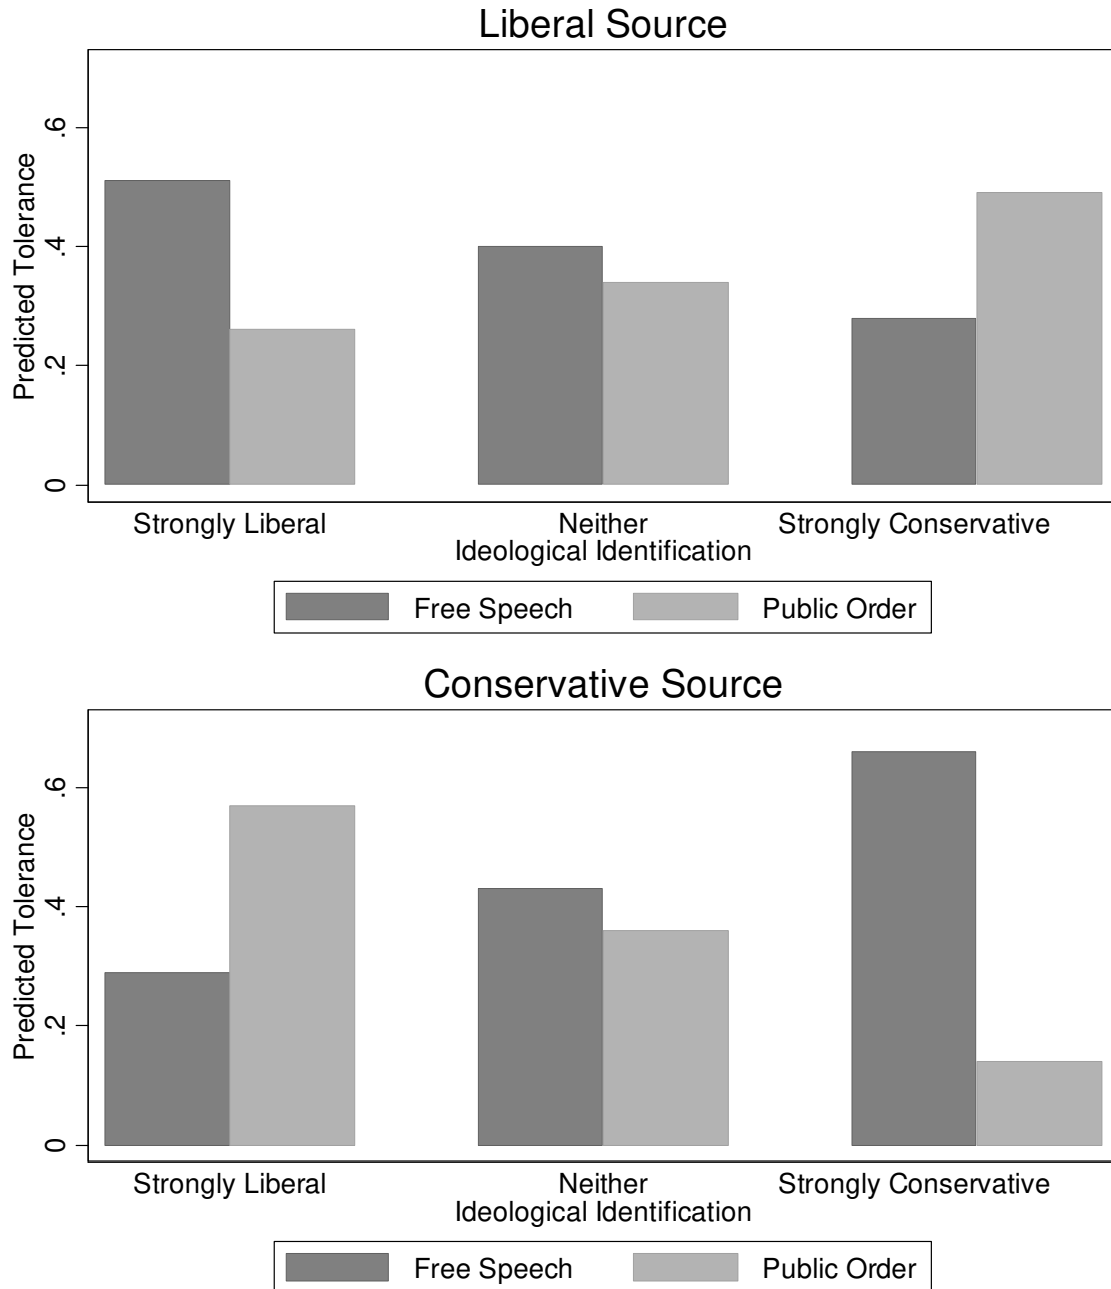 Liberal Source
Predicted Tolerance
.6
.4
.2
0
Strongly Liberal Neither Strongly Conservative
Ideological Identification
Free Speech Public Order
Conservative Source
Predicted Tolerance
.6
.4
.2
0
Strongly Liberal Neither Strongly Conservative
Ideological Identification
Free Speech Public Order